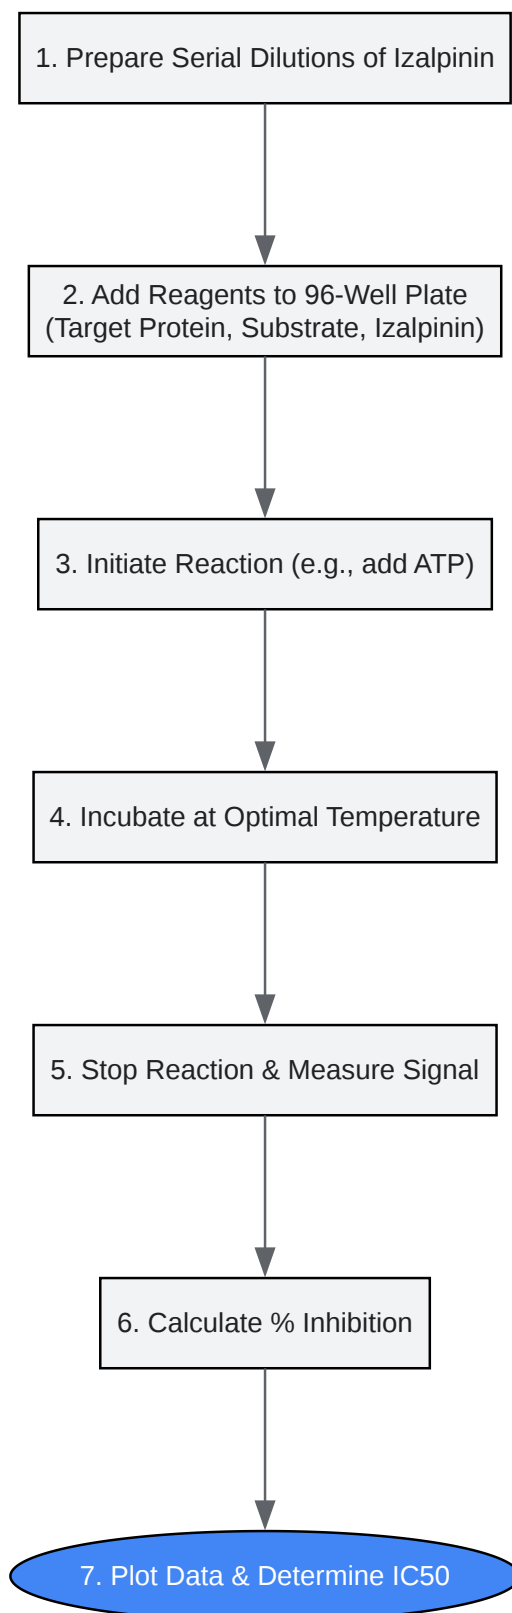 1. Prepare Serial Dilutions of Izalpinin
2. Add Reagents to 96-Well Plate
(Target Protein, Substrate, Izalpinin)
3. Initiate Reaction (e.g., add ATP)
4. Incubate at Optimal Temperature
5. Stop Reaction & Measure Signal
6. Calculate % Inhibition
7. Plot Data & Determine IC50